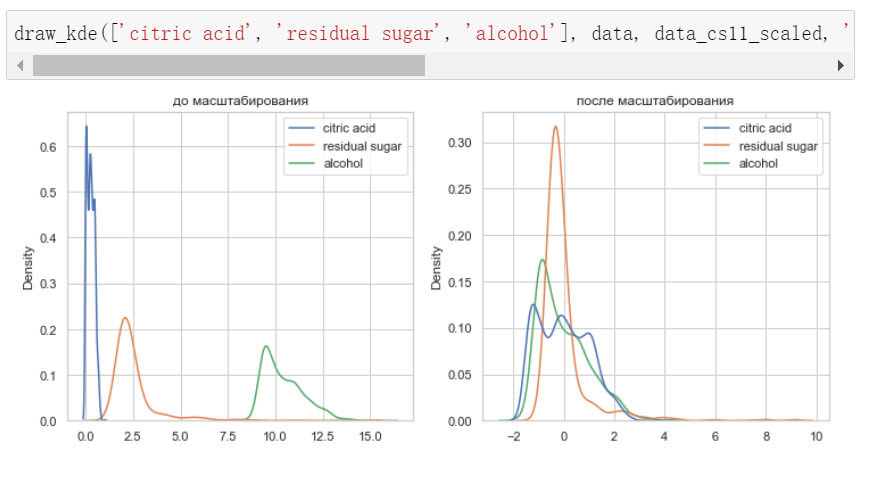 draw_kde(['citric acid', 'residual sugar', 'alcohol'], data, data_cs11_scaled, '
до масштабирования
citric acid
residual sugar
alcohol
Density
0.6
0.5
0.4
0.3
0.2
0.1
0.0
0.0 2.5 5.0 7.5 10.0 12.5 15.0
после масштабирования
citric acid
residual sugar
alcohol
Density
0.30
0.25
0.20
0.15
0.10
0.05
0.00
−2 0 2 4 6 8 10